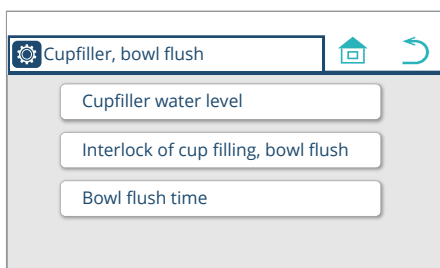 Cupfiller, bowl flush
Cupfiller water level
Interlock of cup filling, bowl flush
Bowl flush time